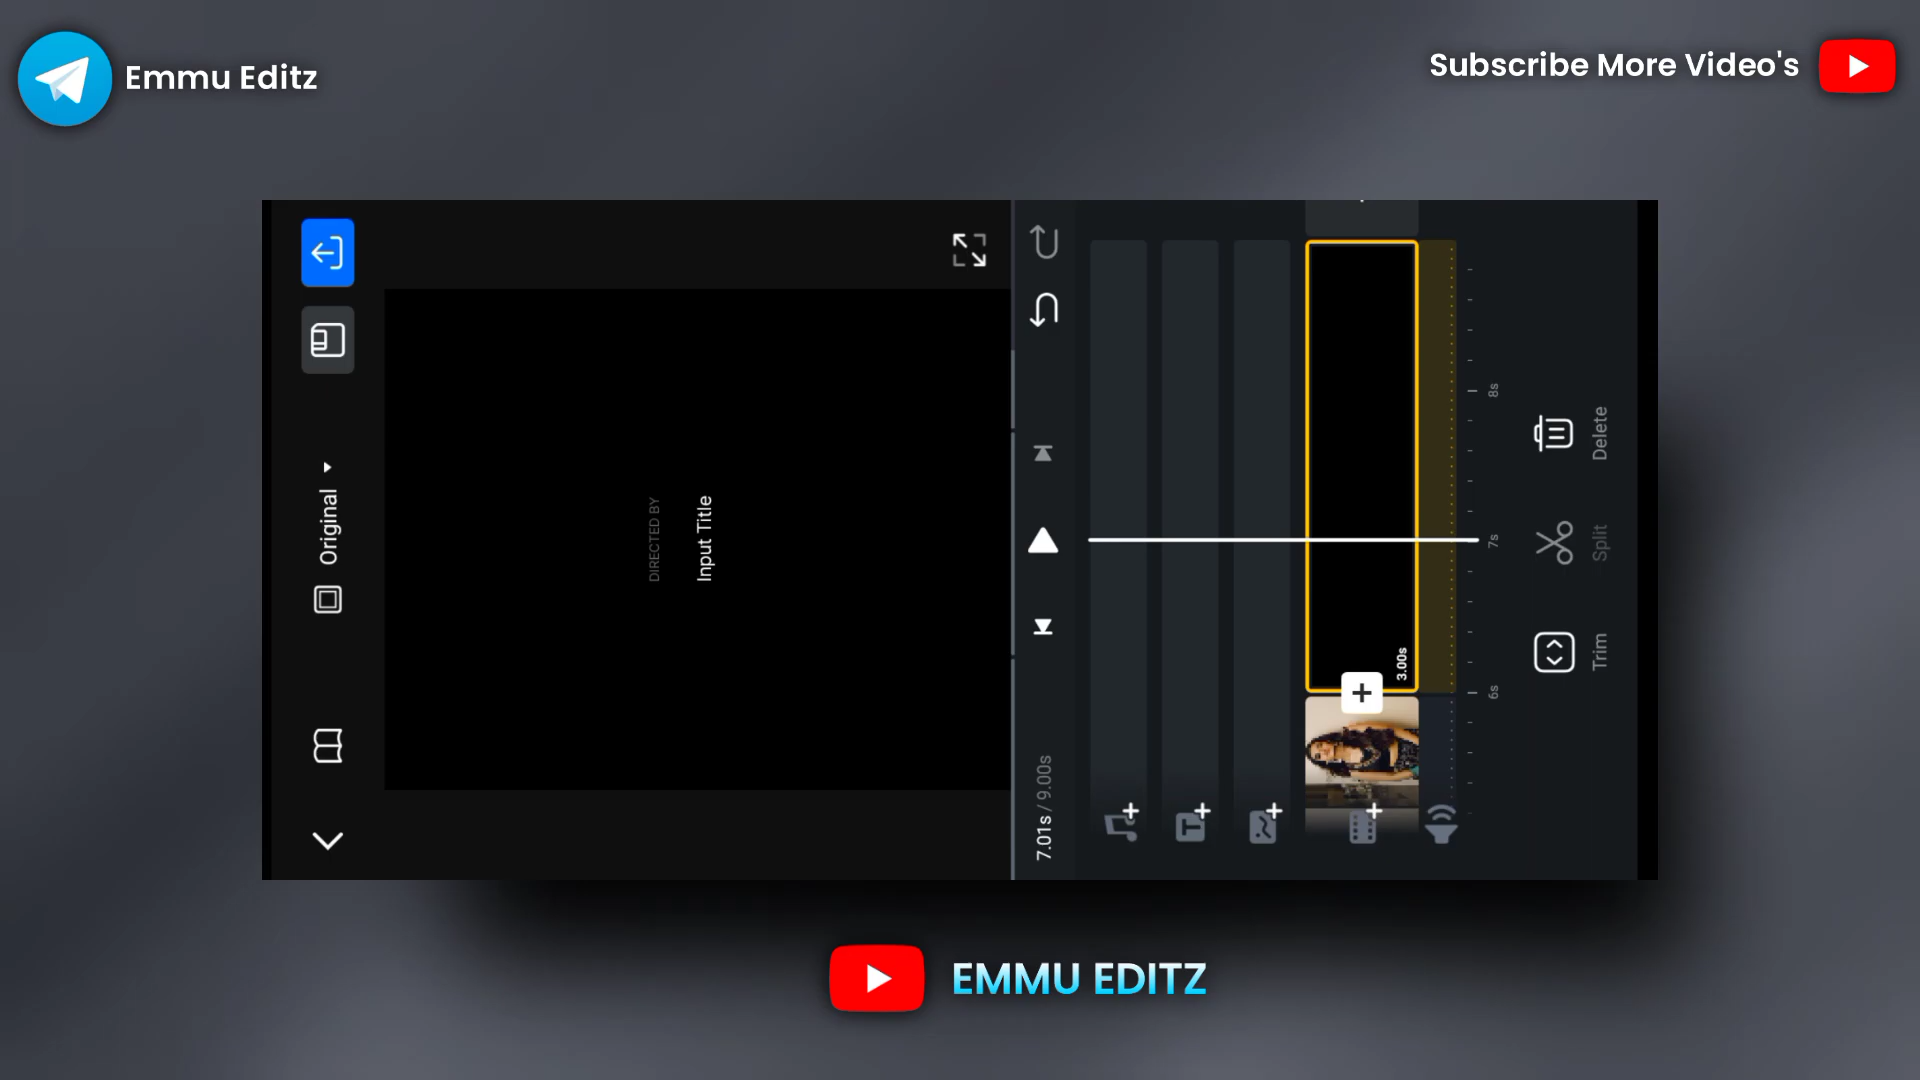 Emmu Editz
Subscribe More Video's
Original
DIRECTED BY
Input Title
7.01s / 9.00s
3.00s
6s
7s
8s
Trim
Split
Delete
EMMU EDITZ